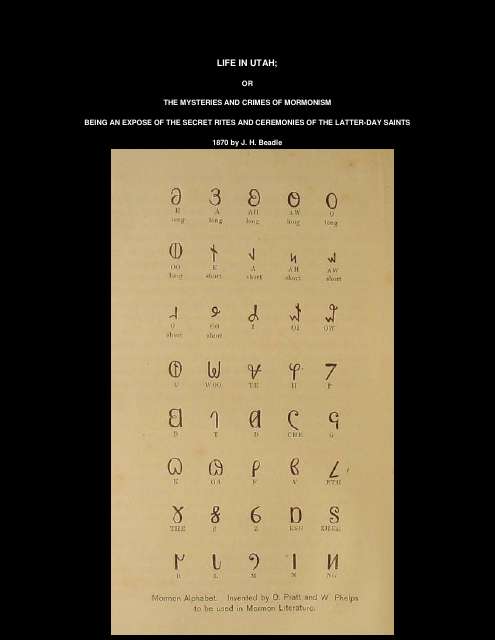 LIFE IN UTAH;
OR
THE MYSTERIES AND CRIMES OF MORMONISM
BEING AN EXPOSE OF THE SECRET RITES AND CEREMONIES OF THE LATTER-DAY SAINTS
1870 by J. H. Beadle
𐐀 𐐁 𐐂 𐐃 𐐄
E A AH AW O
long long long long long
𐐅 𐐆 𐐇 𐐈 𐐉
OO E A AH AW
long short short short short
𐐊 𐐋 𐐌 𐐦 𐐍
O OO I OI OW
short short
𐐧 𐐎 𐐏 𐐐 𐐑
U WOO YE H P
𐐒 𐐓 𐐔 𐐕 𐐖
B T D CHE G
𐐗 𐐘 𐐙 𐐚 𐐛
K GA F V ETH
𐐜 𐐝 𐐞 𐐟 𐐠
THE S Z ESH ZHEE
𐐡 𐐢 𐐣 𐐤 𐐥
R L M N NG
Mormon Alphabet. Invented by O. Pratt and W. Phelps
to be used in Mormon Literature.